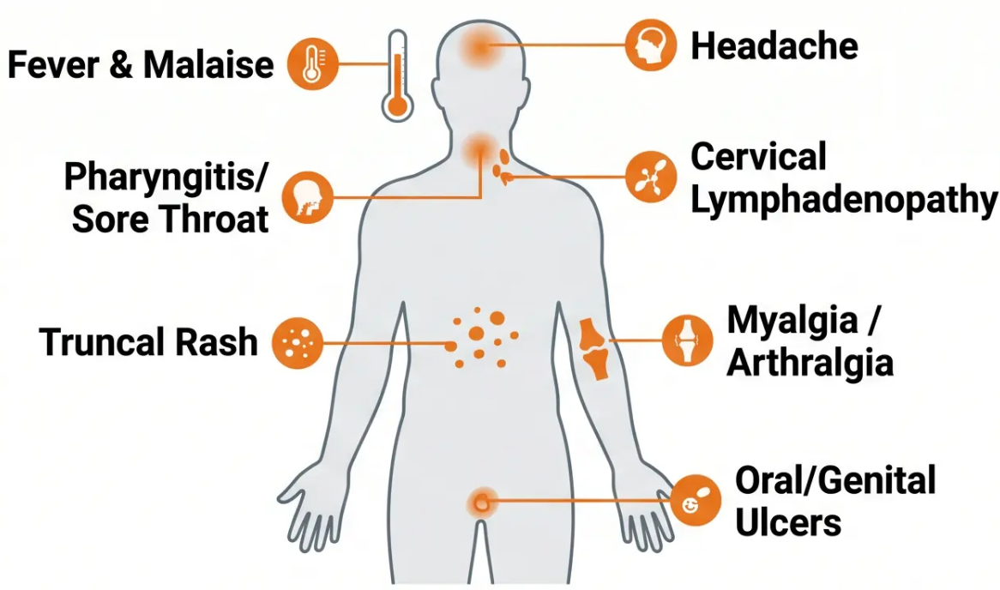 Fever & Malaise
Headache
Pharyngitis/
Sore Throat
Cervical
Lymphadenopathy
Truncal Rash
Myalgia /
Arthralgia
Oral/Genital
Ulcers